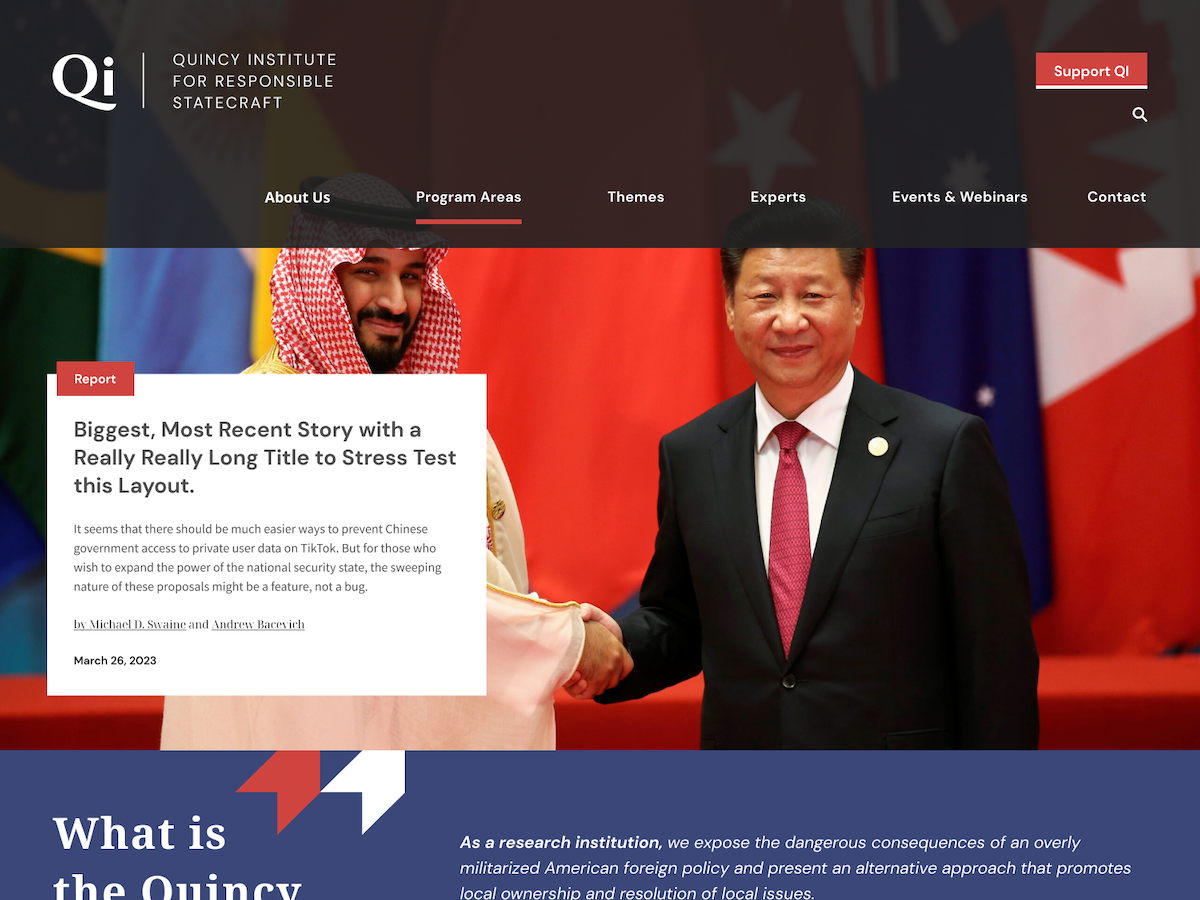 Qi
QUINCY INSTITUTE
FOR RESPONSIBLE
STATECRAFT
Support QI
About Us Program Areas Themes Experts Events & Webinars Contact
Report
Biggest, Most Recent Story with a
Really Really Long Title to Stress Test
this Layout.
It seems that there should be much easier ways to prevent Chinese
government access to private user data on TikTok. But for those who
wish to expand the power of the national security state, the sweeping
nature of these proposals might be a feature, not a bug.
by Michael D. Swaine and Andrew Bacevich
March 26, 2023
What is
the Quincy
As a research institution, we expose the dangerous consequences of an overly
militarized American foreign policy and present an alternative approach that promotes
local ownership and resolution of local issues.